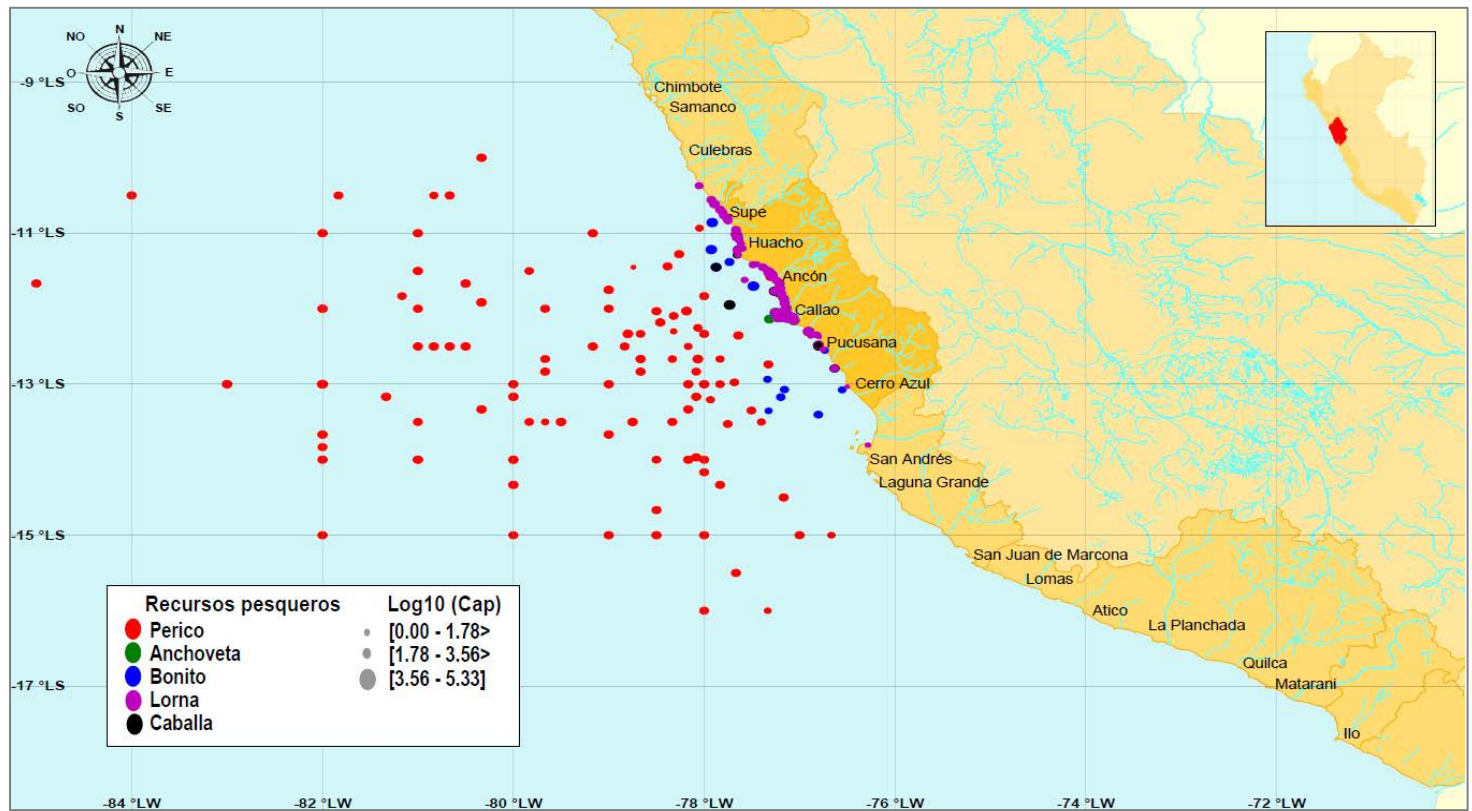 N
NO
NE
O
E
SO
SE
S
-9 °LS
-11 °LS
-13 °LS
-15 °LS
-17 °LS
Chimbote
Samanco
Culebras
Supe
Huacho
Ancón
Callao
Pucusana
Cerro Azul
San Andrés
Laguna Grande
San Juan de Marcona
Lomas
Atico
La Planchada
Quilca
Matarani
Ilo
Recursos pesqueros Log10 (Cap)
Perico [0.00 - 1.78>
Anchoveta [1.78 - 3.56>
Bonito [3.56 - 5.33]
Lorna
Caballa
-84 °LW -82 °LW -80 °LW -78 °LW -76 °LW -74 °LW -72 °LW